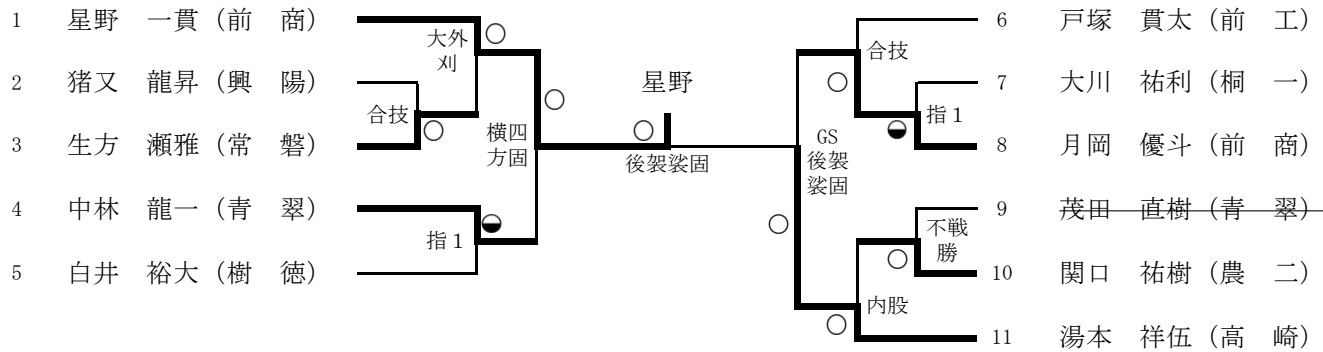 1 星野 一貫（前 商）
2 猪又 龍昇（興 陽）
3 生方 瀬雅（常 磐）
4 中林 龍一（青 翠）
5 白井 裕大（樹 徳）
大外
刈
合技
横四
方固
指１
星野
後袈裟固
GS
後袈
裟固
合技
指１
不戦
勝
内股
6 戸塚 貫太（前 工）
7 大川 祐利（桐 一）
8 月岡 優斗（前 商）
9 茂田 直樹（青 翠）
10 関口 祐樹（農 二）
11 湯本 祥伍（高 崎）